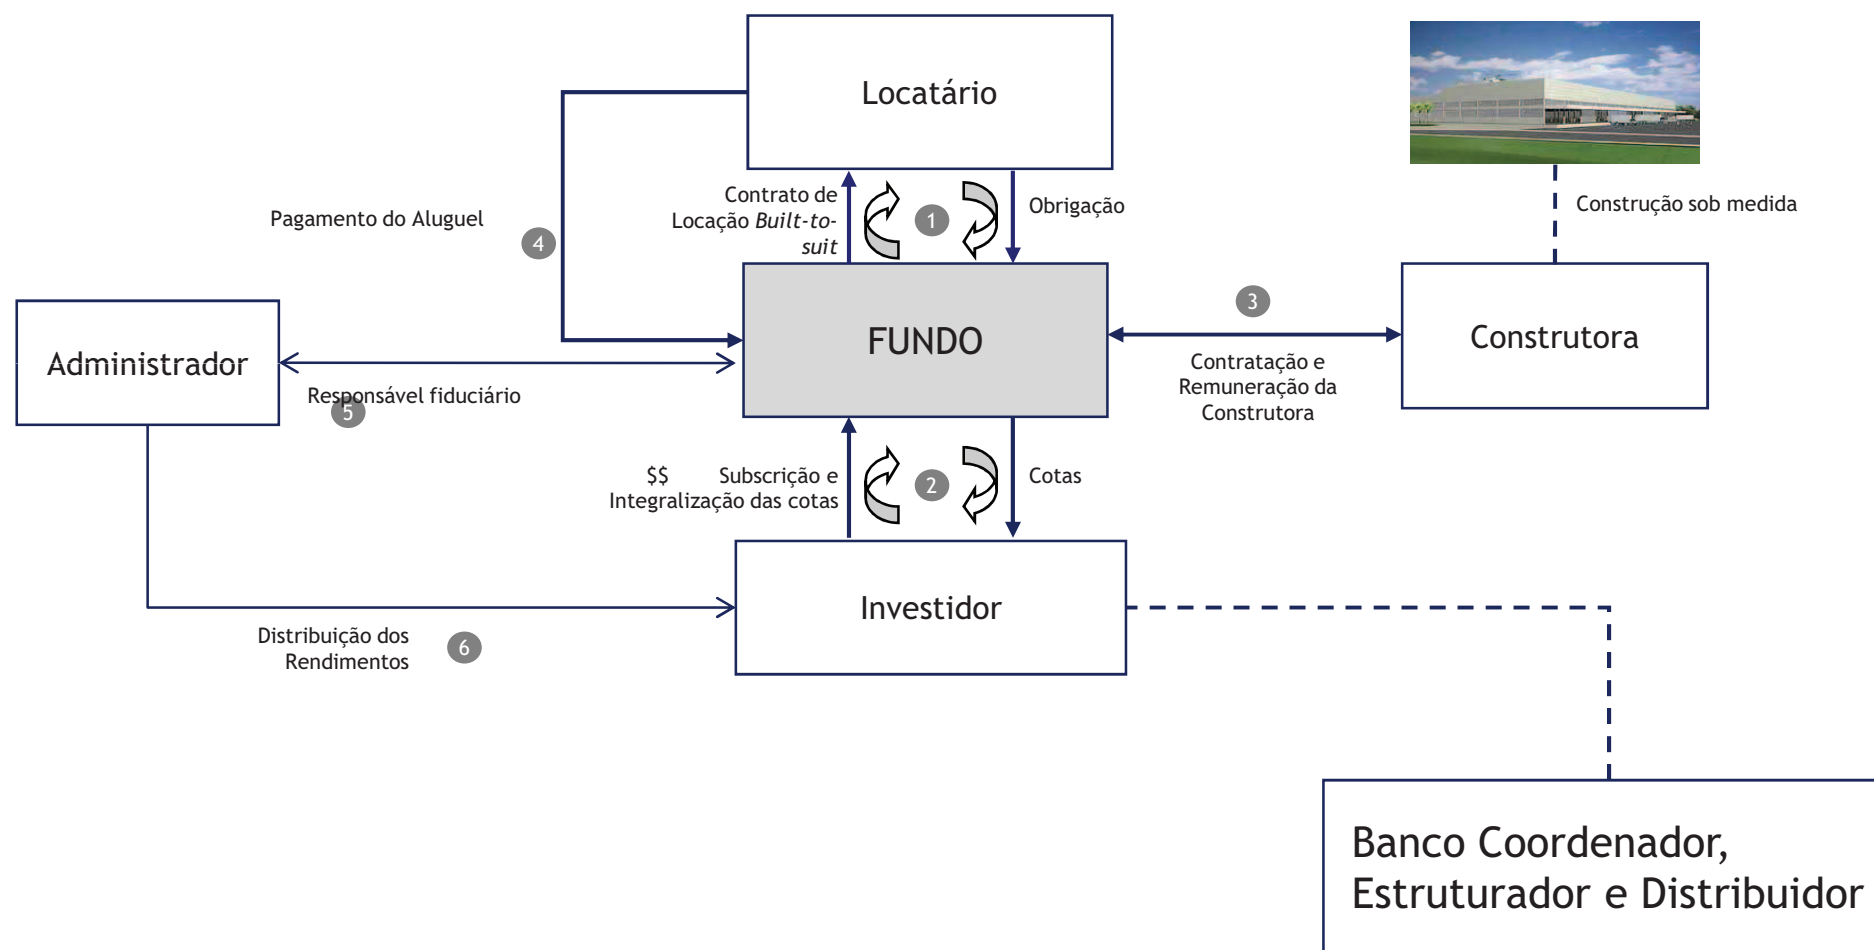 Locatário
Contrato de
Locação Built-to-
suit
1
Obrigação
Construção sob medida
Pagamento do Aluguel
4
3
FUNDO
Construtora
Administrador
Contratação e
Remuneração da
Construtora
Responsável fiduciário
5
$$ Subscrição e
Integralização das cotas
2
Cotas
Investidor
Distribuição dos
Rendimentos
6
Banco Coordenador,
Estruturador e Distribuidor